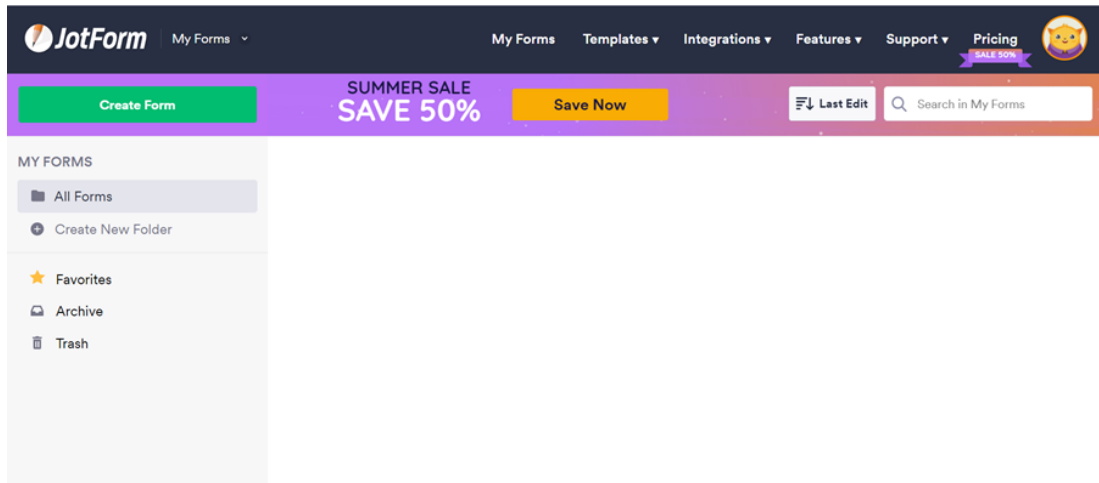 JotForm My Forms
My Forms Templates Integrations Features Support Pricing
SALE 50%
Create Form
SUMMER SALE
SAVE 50%
Save Now
Last Edit
Search in My Forms
MY FORMS
All Forms
Create New Folder
Favorites
Archive
Trash